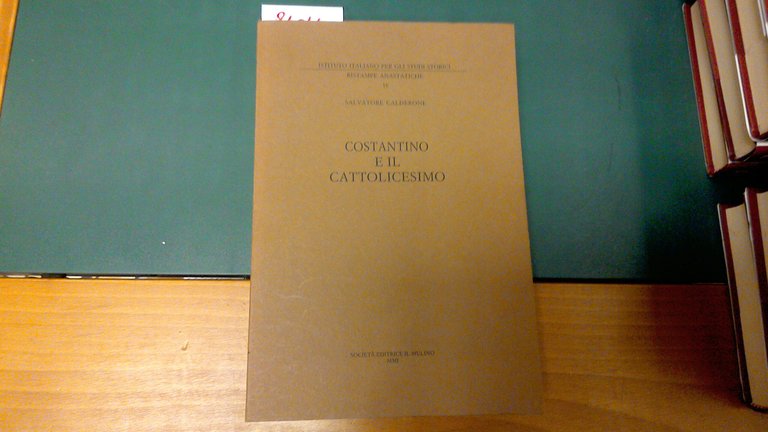 ISTITUTO ITALIANO PER GLI STUDI STORICI
RISTAMPE ANASTATICHE
SALVATORE CALDERONE
COSTANTINO
E IL
CATTOLICESIMO
SOCIETÀ EDITRICE IL MULINO